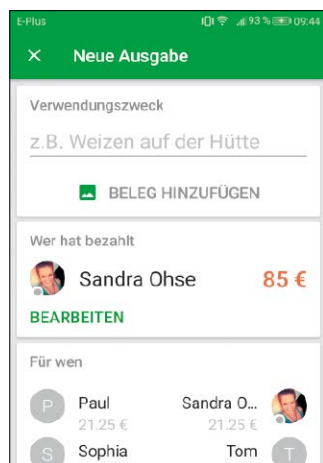 E-Plus 93 % 09:44
Neue Ausgabe
Verwendungszweck
z.B. Weizen auf der Hütte
BELEG HINZUFÜGEN
Wer hat bezahlt
Sandra Ohse 85 €
BEARBEITEN
Für wen
P Paul Sandra O...
21.25 € 21.25 €
S Sophia Tom T